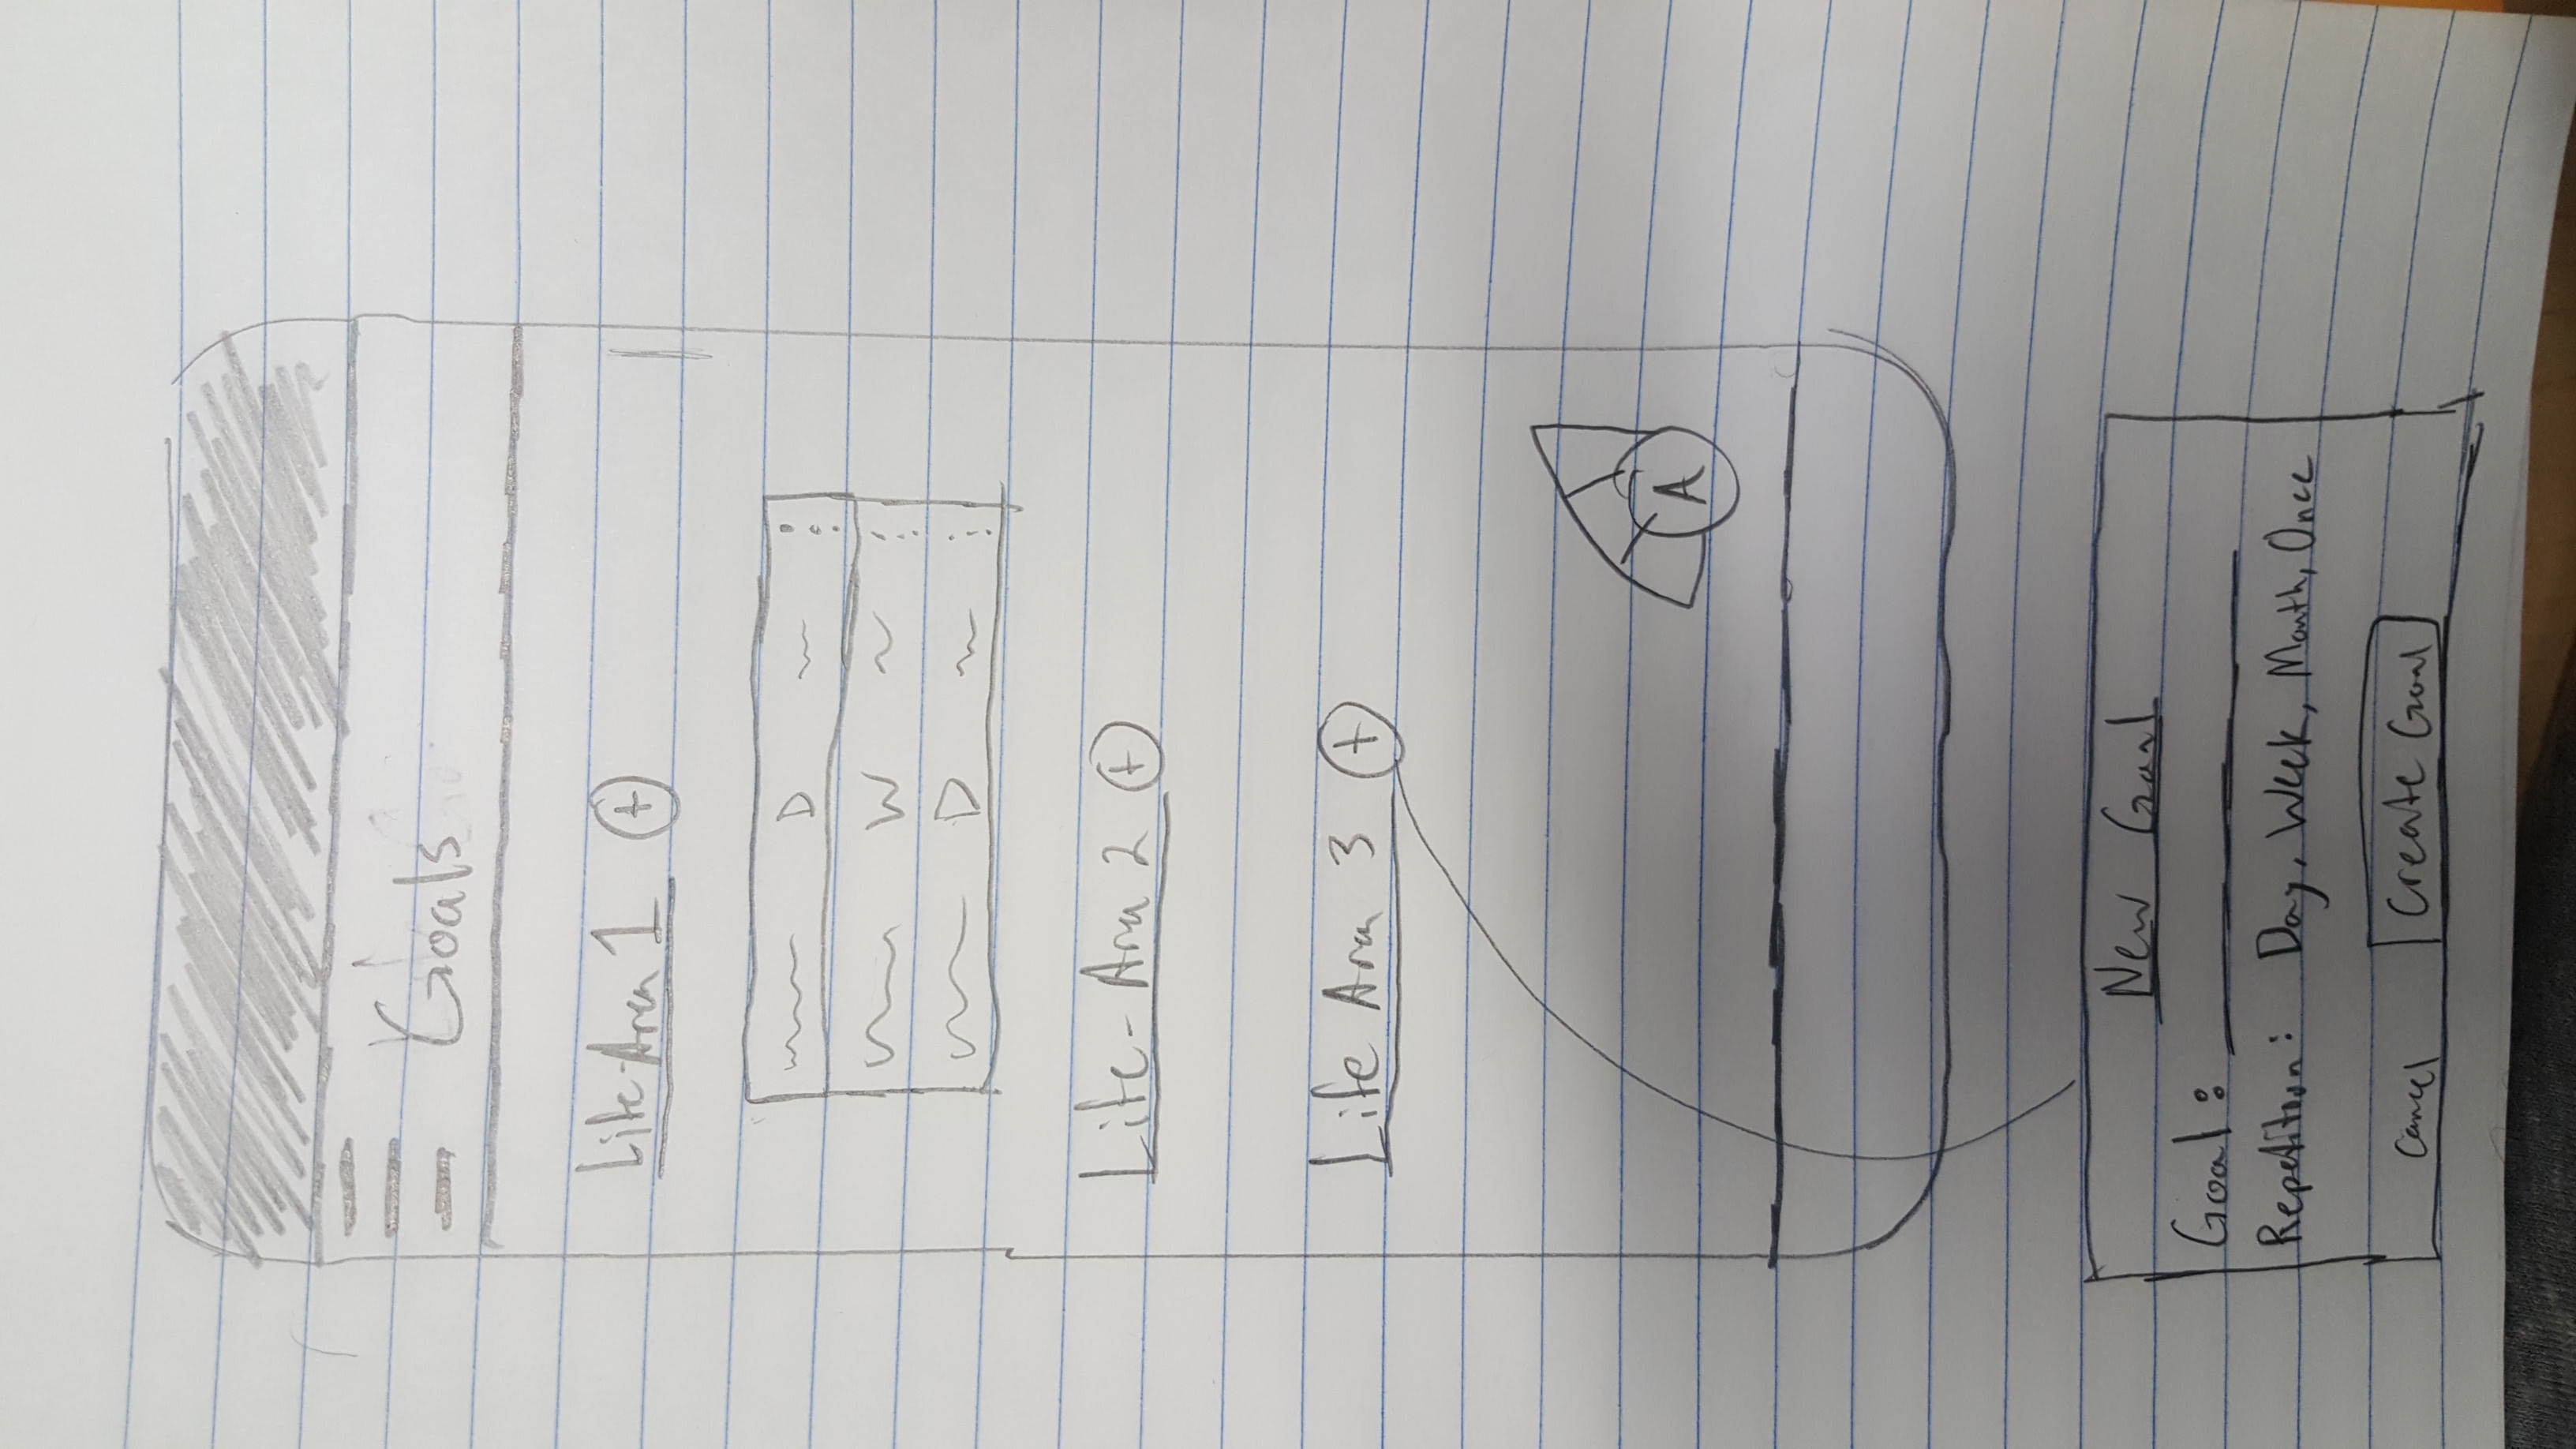 Goals
Life-Area 1 +
D
W
D
Life-Area 2 +
Life Area 3 +
A
New Goal
Goal:
Repetition: Day, Week, Month, Once
Cancel Create Goal